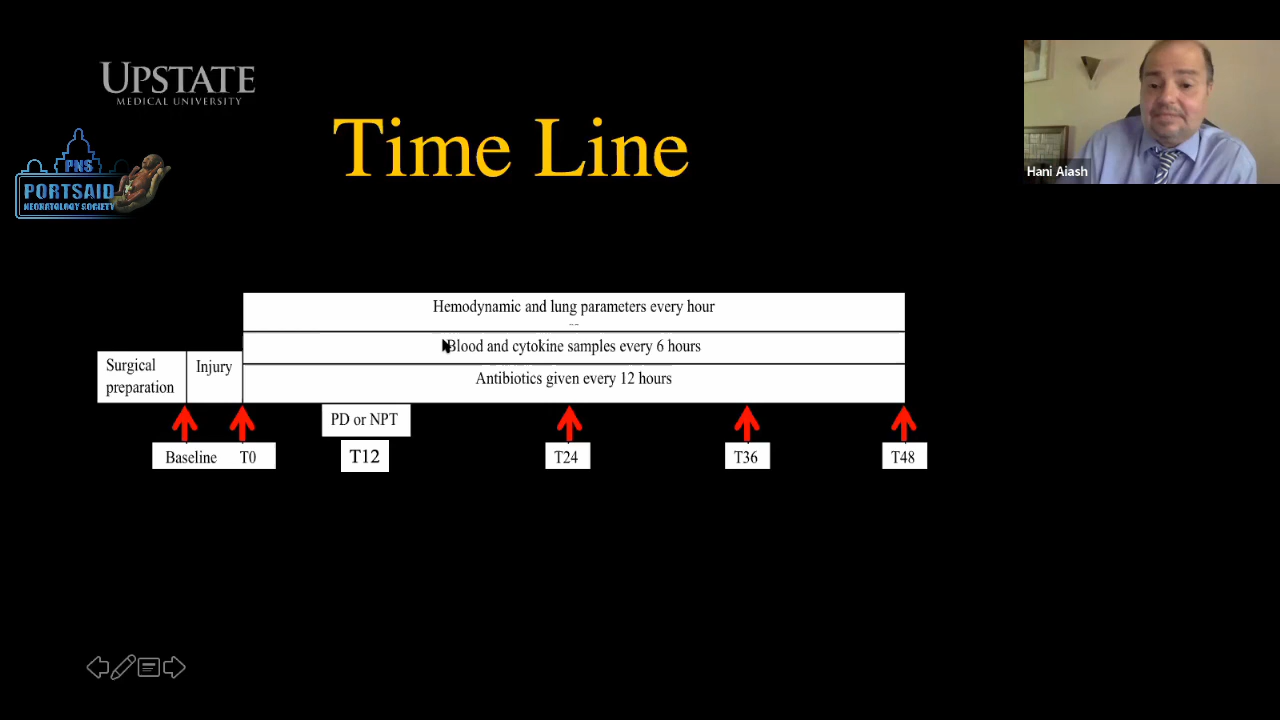 UPSTATE
MEDICAL UNIVERSITY
PNS
PORTSAID
NEONATOLOGY SOCIETY
Time Line
Hani Aiash
Hemodynamic and lung parameters every hour
Blood and cytokine samples every 6 hours
Antibiotics given every 12 hours
Surgical
preparation
Injury
PD or NPT
Baseline T0
T12
T24
T36
T48